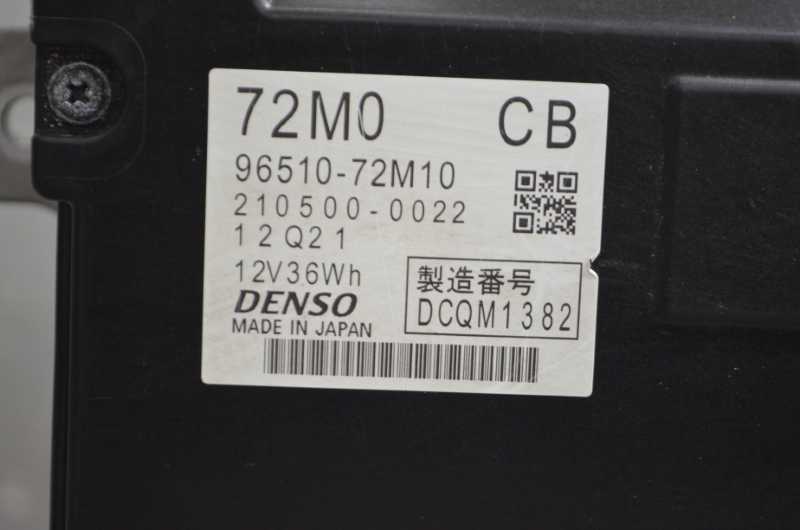 72M0 CB
96510-72M10
210500-0022
12Q21
12V36Wh
製造番号
DENSO
DCQM1382
MADE IN JAPAN